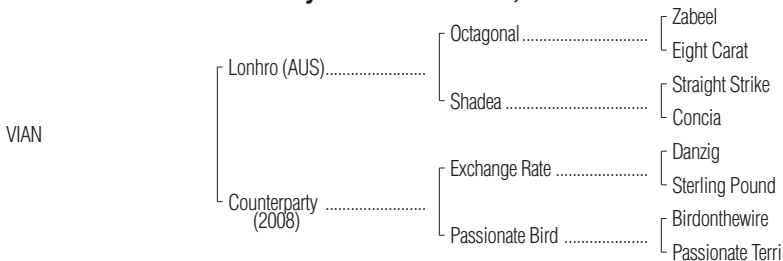 Zabeel
Octagonal..............................
Eight Carat
Lonhro (AUS)........................
Straight Strike
Shadea ..................................
Concia
VIAN
Danzig
Exchange Rate ......................
Sterling Pound
Counterparty ........................
(2008)
Birdonthewire
Passionate Bird ....................
Passionate Terri